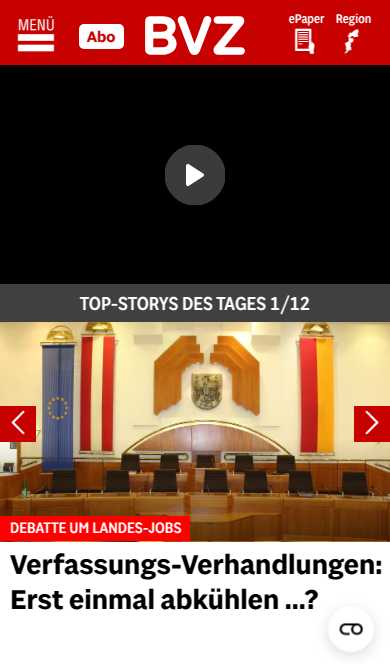 MENÜ
Abo
BVZ
ePaper
Region
TOP-STORYS DES TAGES 1/12
DEBATTE UM LANDES-JOBS
Verfassungs-Verhandlungen:
Erst einmal abkühlen ...?